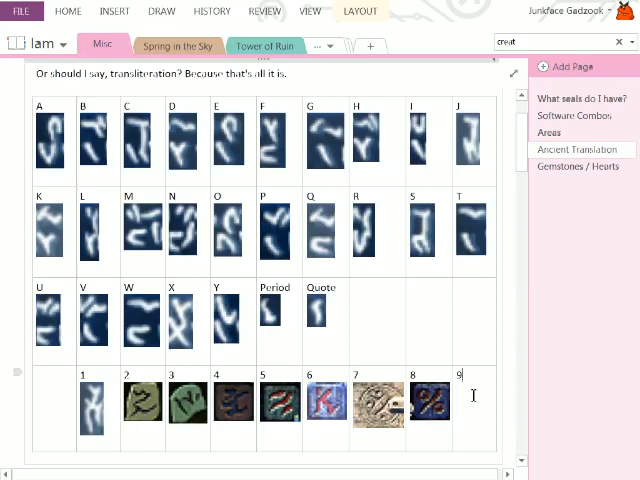 FILE HOME INSERT DRAW HISTORY REVIEW VIEW LAYOUT Junkface Gadzook
lam Misc Spring in the Sky Tower of Ruin ... + creat
Or should I say, transliteration? Because that's all it is.
Add Page
What seals do I have?
Software Combos
Areas
Ancient Translation
Gemstones / Hearts
A B C D E F G H I J
K L M N O P Q R S T
U V W X Y Period Quote
1 2 3 4 5 6 7 8 9